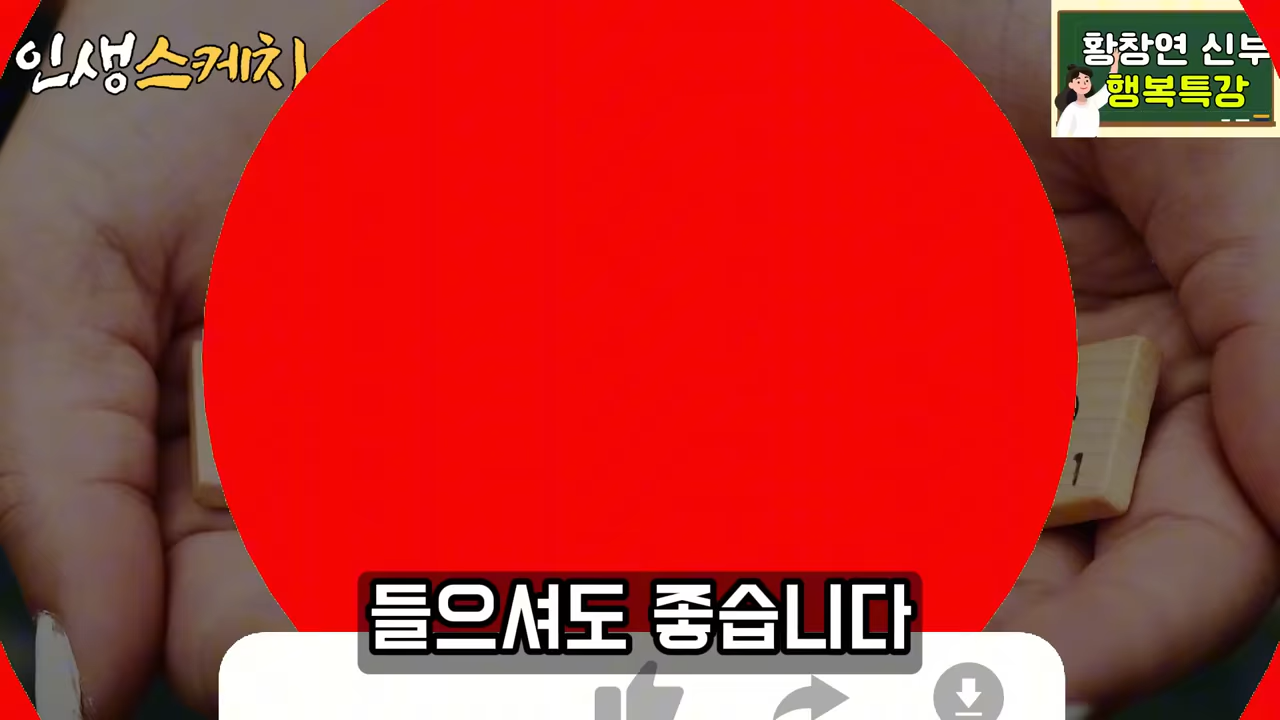 인생스케치
황창연 신부
행복특강
1
들으셔도 좋습니다